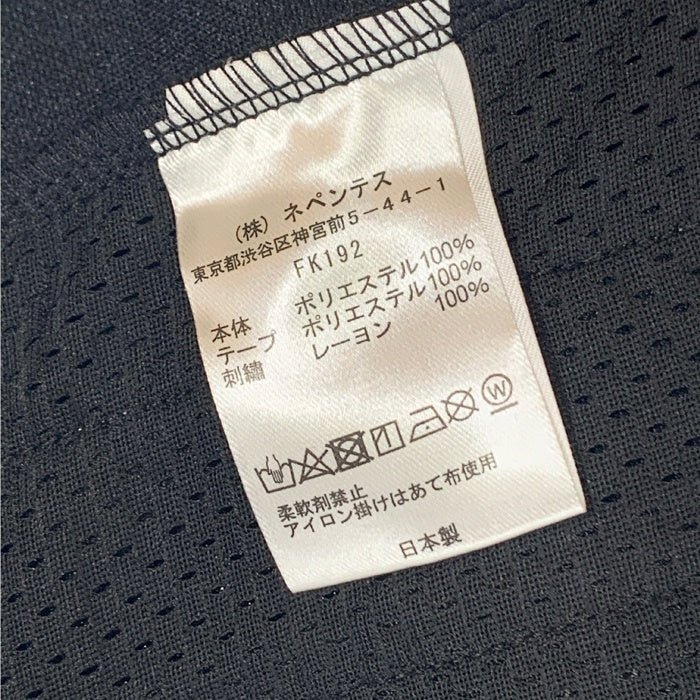 （株）ネペンテス
東京都渋谷区神宮前5-44-1
FK192
本体 ポリエステル100%
テープ ポリエステル100%
刺繍 レーヨン 100%
W
柔軟剤禁止
アイロン掛けはあて布使用
日本製